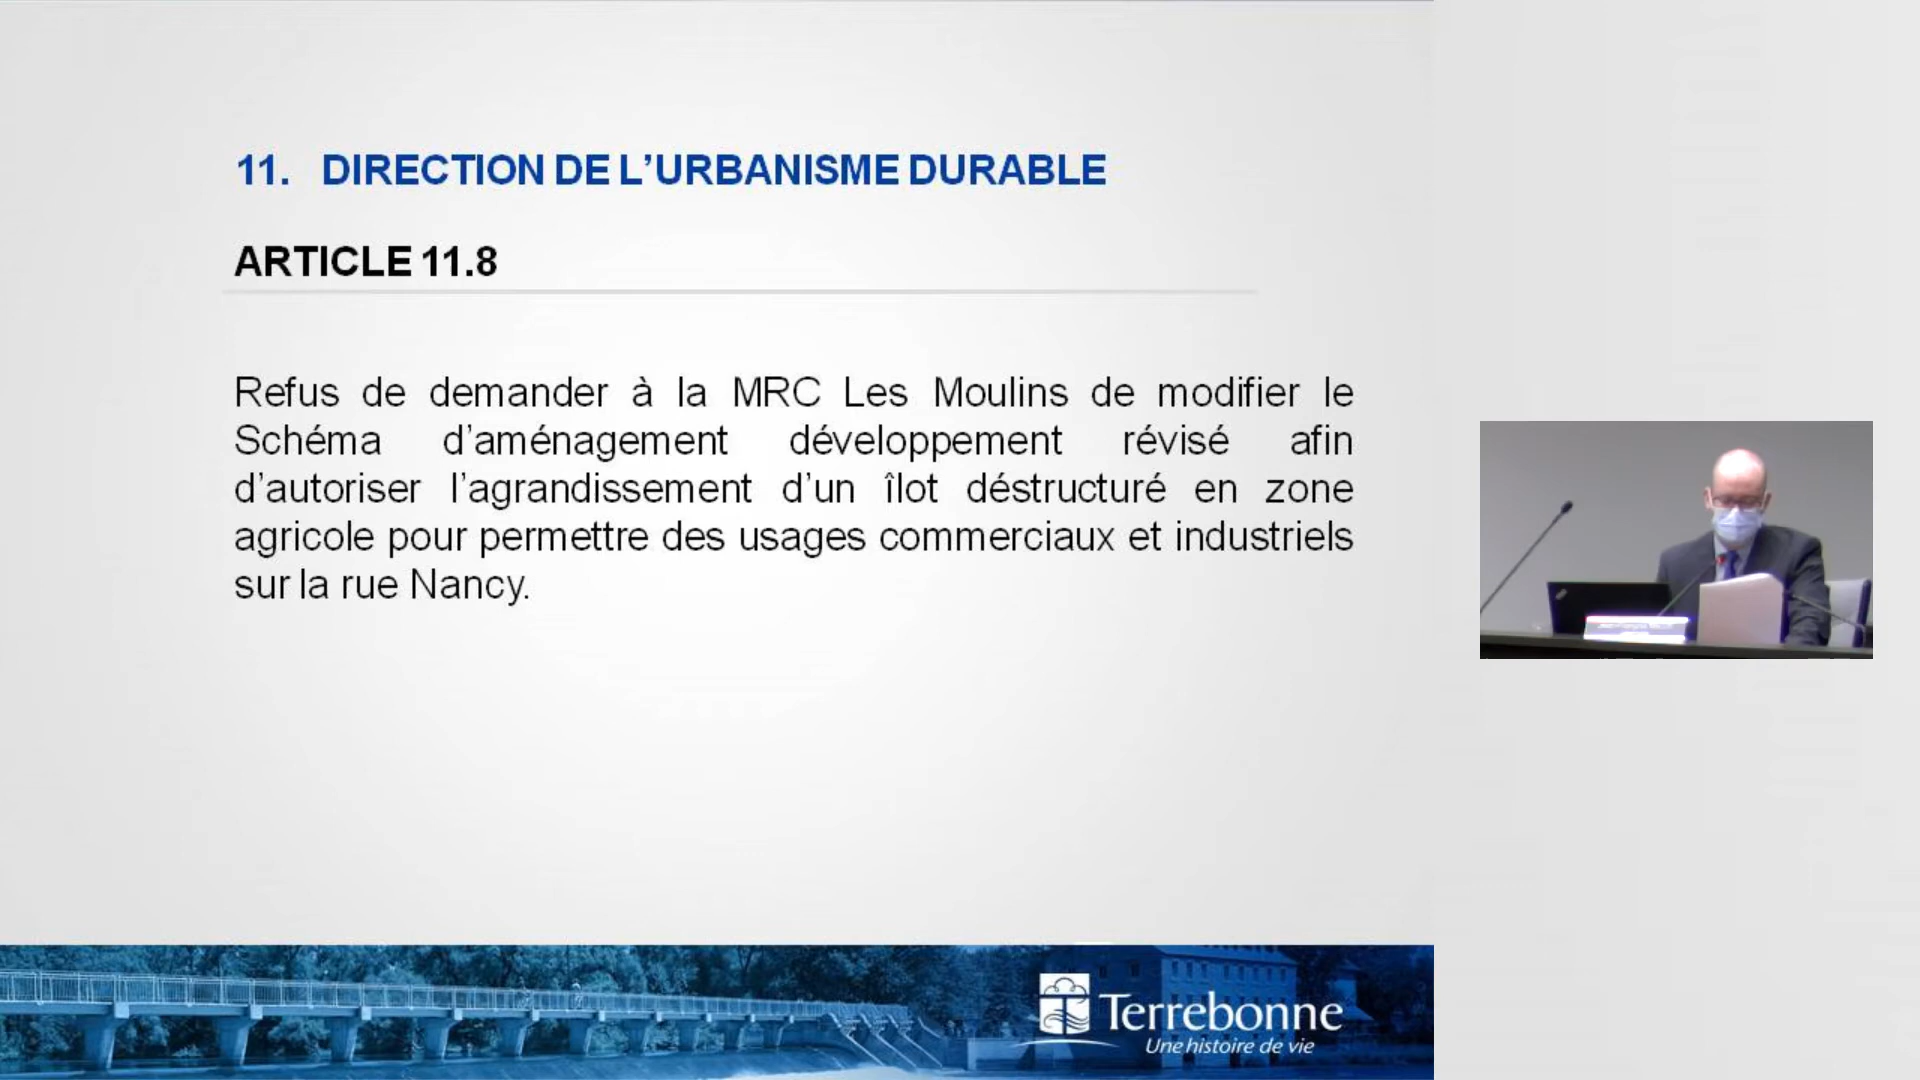 11. DIRECTION DE L’URBANISME DURABLE
ARTICLE 11.8
Refus de demander à la MRC Les Moulins de modifier le
Schéma d’aménagement développement révisé afin
d’autoriser l’agrandissement d’un îlot déstructuré en zone
agricole pour permettre des usages commerciaux et industriels
sur la rue Nancy.
Terrebonne
Une histoire de vie